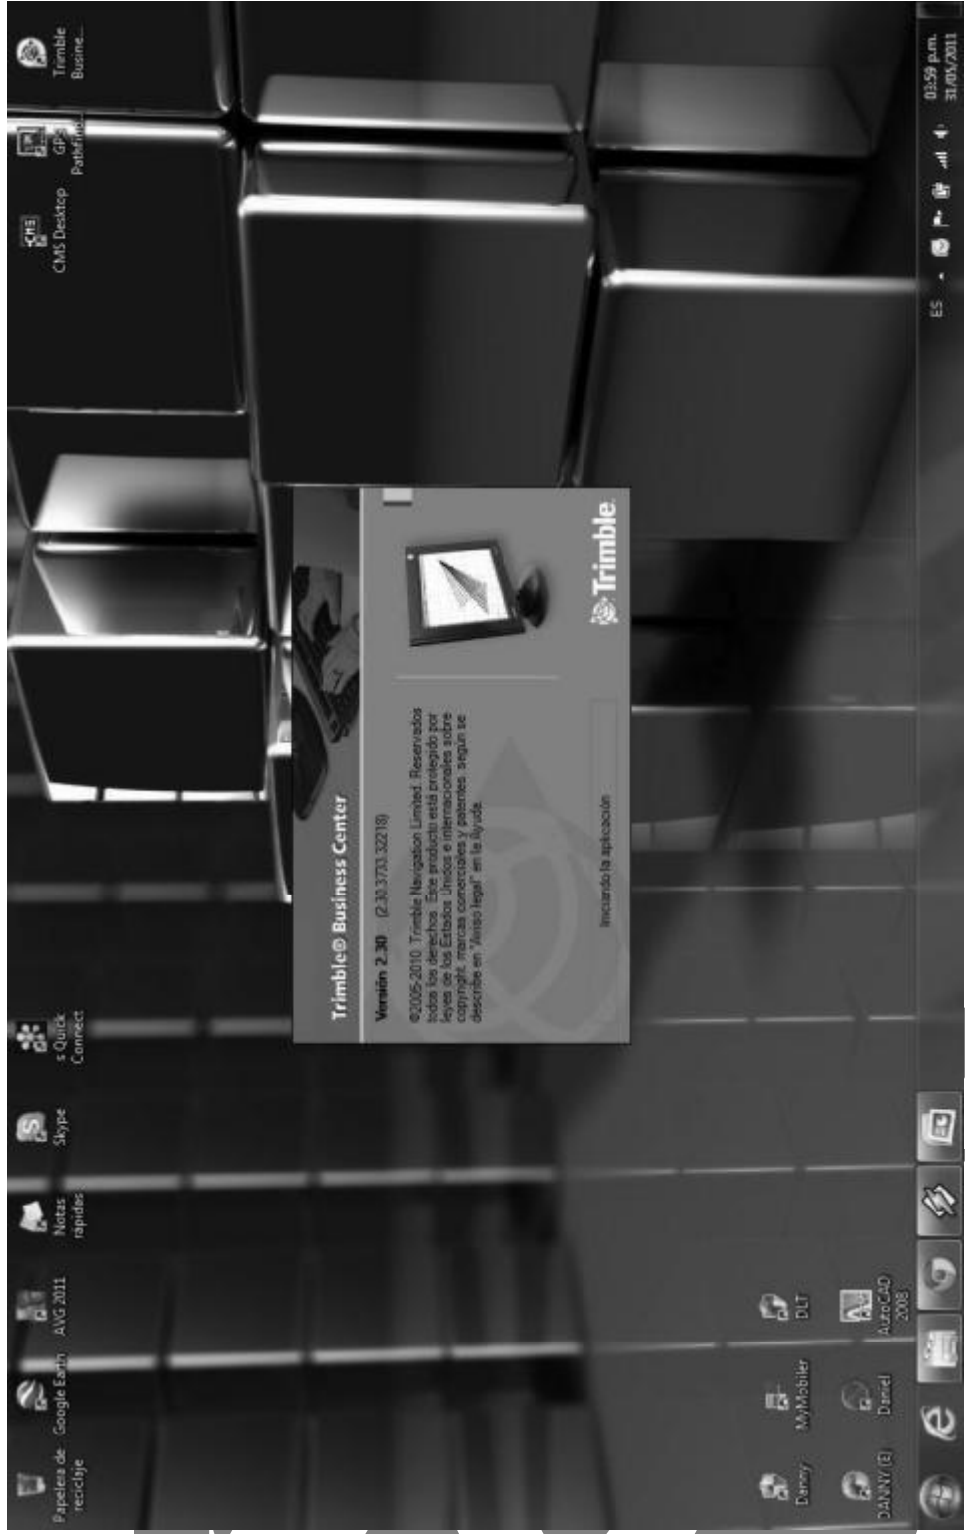 Papelera de
reciclaje
Google Earth
AVG 2011
Notas
rápidas
Skype
s Quick
Connect
CMS Desktop
GPS
Pathfind...
Trimble
Busine...
Trimble® Business Center
Versión 2.30 (2.30.3733.32218)
©2005-2010 Trimble Navigation Limited. Reservados
todos los derechos. Este producto está protegido por
leyes de los Estados Unidos e internacionales sobre
copyright, marcas comerciales y patentes, según se
describe en "Aviso legal" en la Ayuda.
Iniciando la aplicación
Trimble
Danny
MyMobiler
DLT
DANNY (E)
Daniel
AutoCAD
2008
ES
03:59 p.m.
31/05/2011